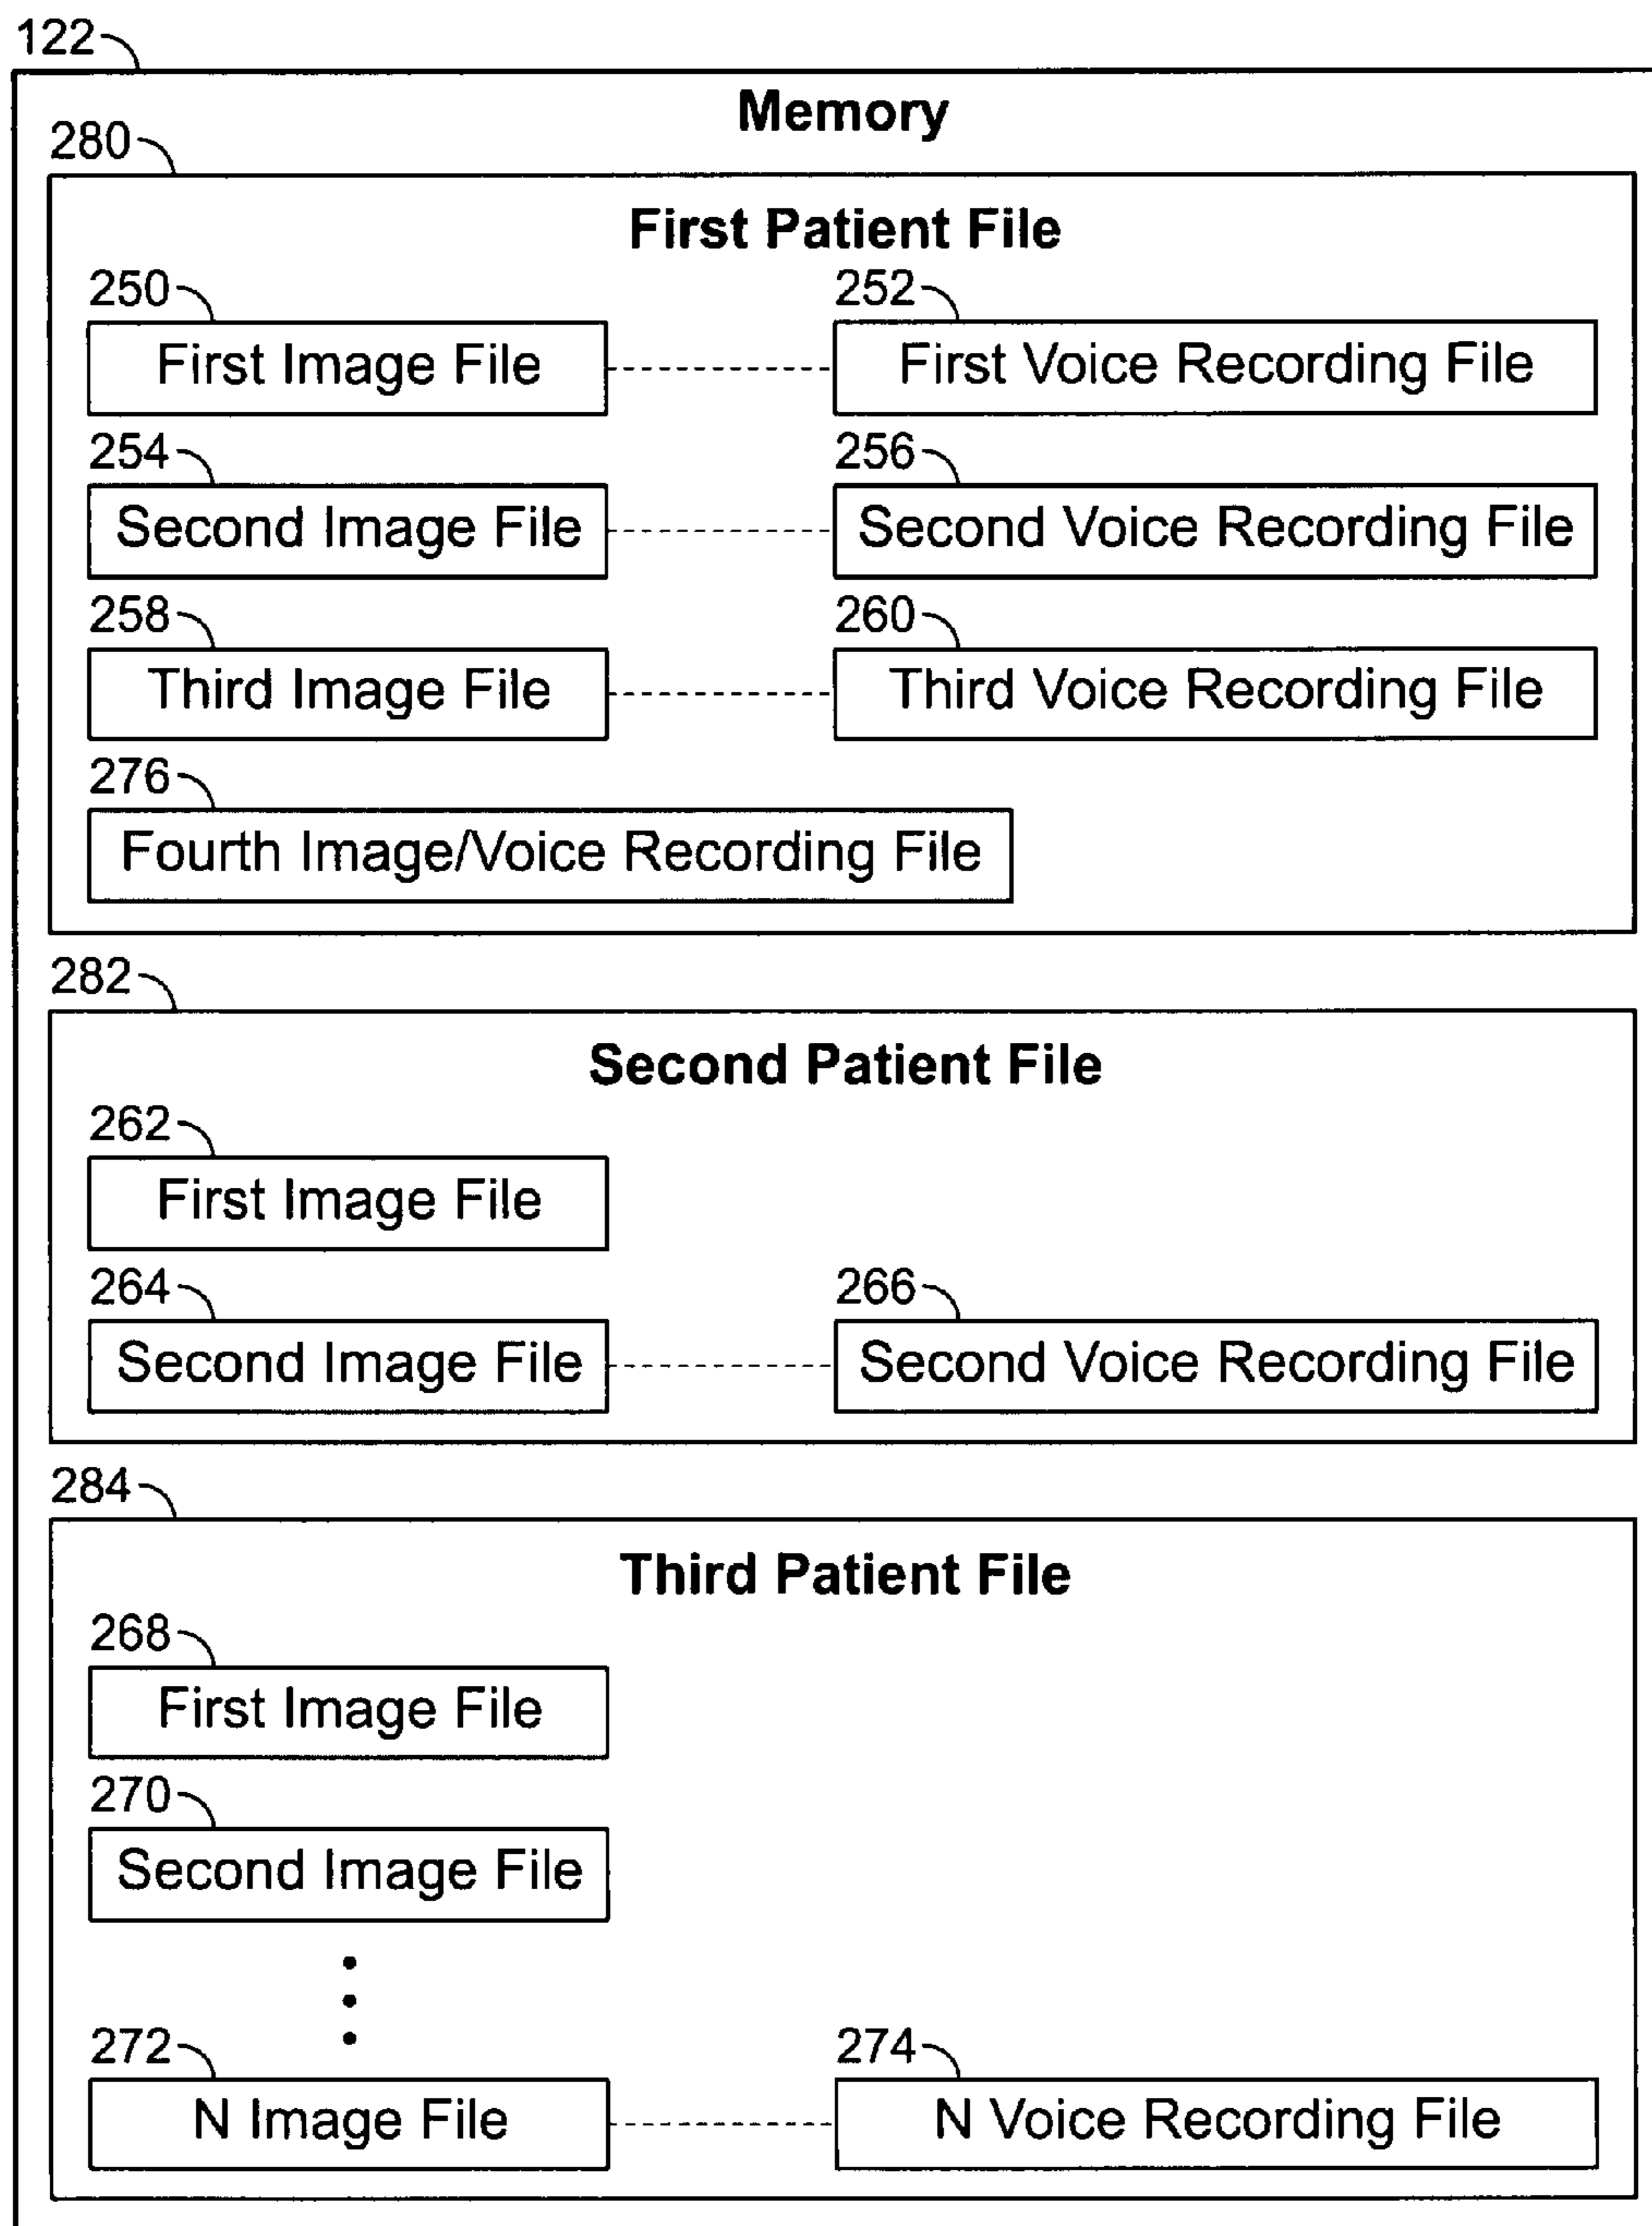 122
Memory
280
First Patient File
250 252
First Image File First Voice Recording File
254 256
Second Image File Second Voice Recording File
258 260
Third Image File Third Voice Recording File
276
Fourth Image/Voice Recording File
282
Second Patient File
262
First Image File
264 266
Second Image File Second Voice Recording File
284
Third Patient File
268
First Image File
270
Second Image File
272 274
N Image File N Voice Recording File